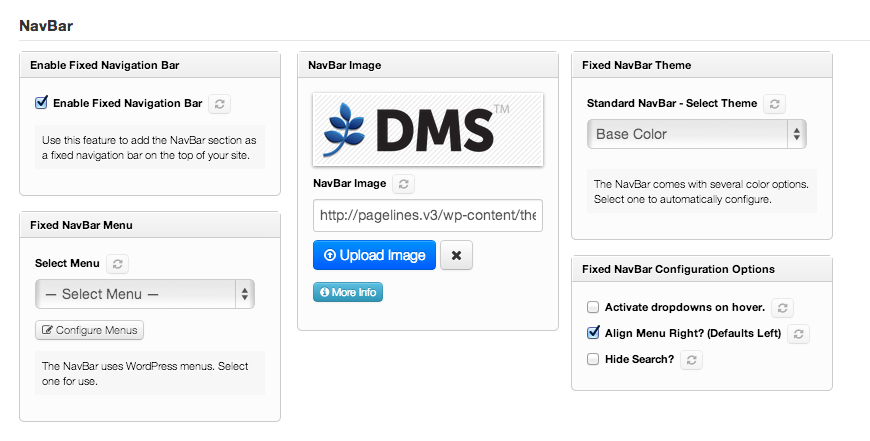 NavBar
Enable Fixed Navigation Bar
Enable Fixed Navigation Bar
Use this feature to add the NavBar section as
a fixed navigation bar on the top of your site.
Fixed NavBar Menu
Select Menu
— Select Menu —
Configure Menus
The NavBar uses WordPress menus. Select
one for use.
NavBar Image
DMS™
NavBar Image
http://pagelines.v3/wp-content/the
Upload Image
More Info
Fixed NavBar Theme
Standard NavBar - Select Theme
Base Color
The NavBar comes with several color options.
Select one to automatically configure.
Fixed NavBar Configuration Options
Activate dropdowns on hover.
Align Menu Right? (Defaults Left)
Hide Search?